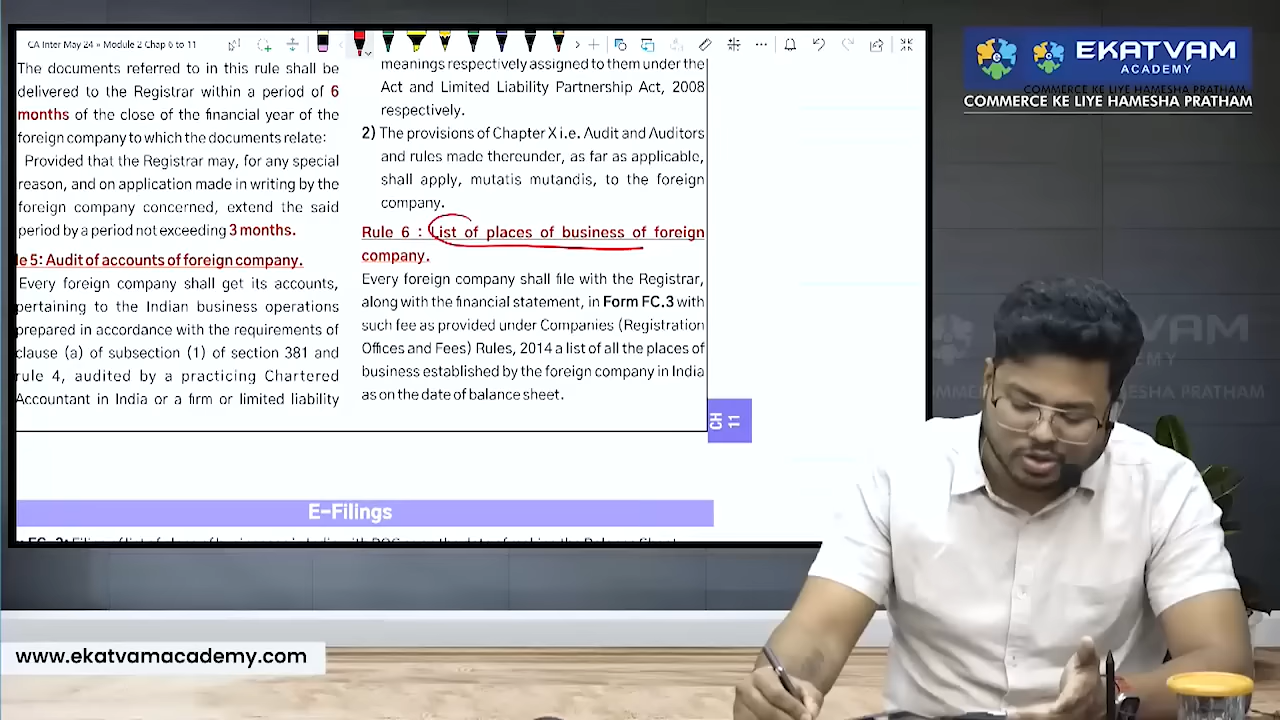 CA Inter May 24 » Module 2 Chap 6 to 11
The documents referred to in this rule shall be
delivered to the Registrar within a period of 6
months of the close of the financial year of the
foreign company to which the documents relate:
Provided that the Registrar may, for any special
reason, and on application made in writing by the
foreign company concerned, extend the said
period by a period not exceeding 3 months.
le 5: Audit of accounts of foreign company.
Every foreign company shall get its accounts,
pertaining to the Indian business operations
prepared in accordance with the requirements of
clause (a) of subsection (1) of section 381 and
rule 4, audited by a practicing Chartered
Accountant in India or a firm or limited liability
meanings respectively assigned to them under the
Act and Limited Liability Partnership Act, 2008
respectively.
2) The provisions of Chapter X i.e. Audit and Auditors
and rules made thereunder, as far as applicable,
shall apply, mutatis mutandis, to the foreign
company.
Rule 6 : List of places of business of foreign
company.
Every foreign company shall file with the Registrar,
along with the financial statement, in Form FC.3 with
such fee as provided under Companies (Registration
Offices and Fees) Rules, 2014 a list of all the places of
business established by the foreign company in India
as on the date of balance sheet.
CH
11
E-Filings
EKATVAM
ACADEMY
COMMERCE KE LIYE HAMESHA PRATHAM
COMMERCE KE LIYE HAMESHA PRATHAM
www.ekatvamacademy.com